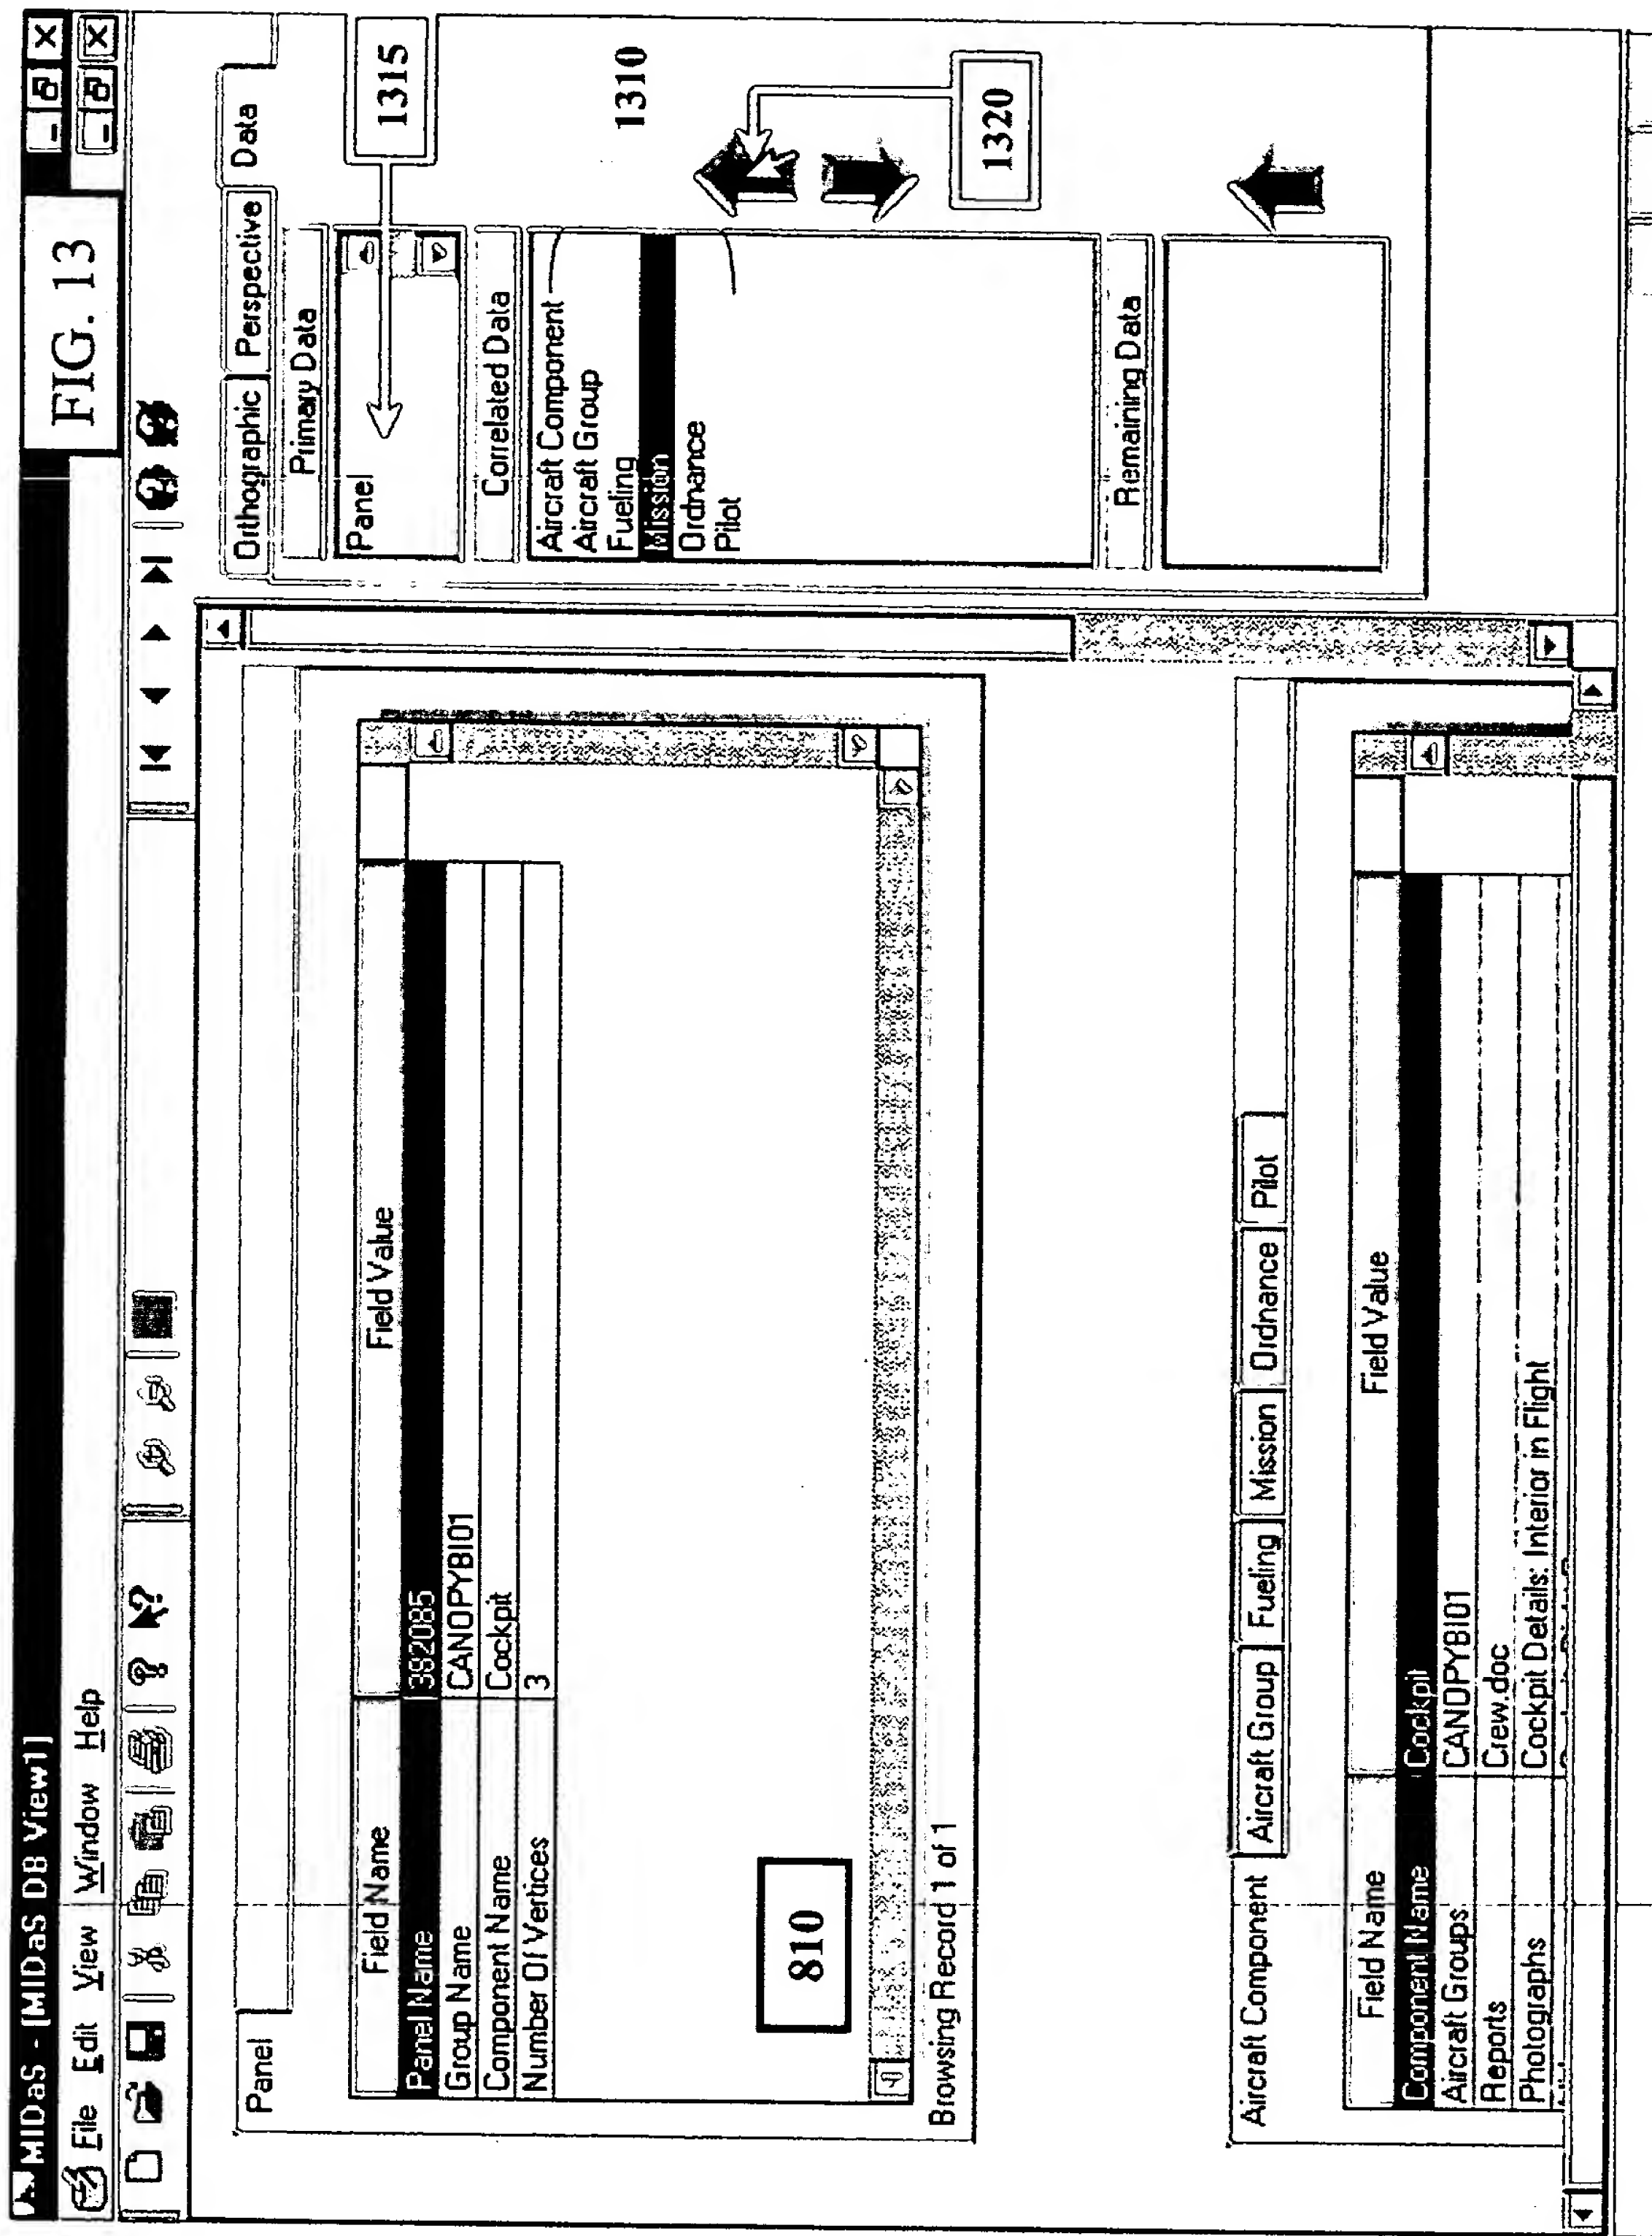 MIDaS - [MIDaS DB View1]
FIG. 13
File Edit View Window Help
Panel
Field Name Field Value
Panel Name 392085
Group Name CANOPYBI01
Component Name Cockpit
Number Of Vertices 3
810
Browsing Record 1 of 1
Aircraft Component Aircraft Group Fueling Mission Ordnance Pilot
Field Name Field Value
Component Name Cockpit
Aircraft Groups CANOPYBI01
Reports Crew.doc
Photographs Cockpit Details: Interior in Flight
Orthographic Perspective Data
Primary Data
Panel
1315
Correlated Data
1310
Aircraft Component
Aircraft Group
Fueling
Mission
Ordnance
Pilot
1320
Remaining Data